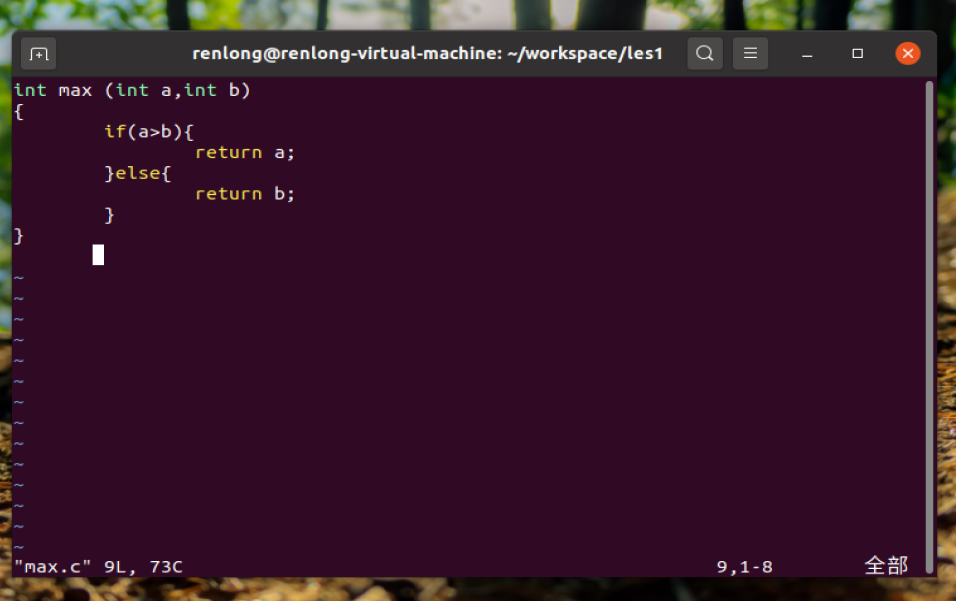 renlong@renlong-virtual-machine: ~/workspace/les1
int max (int a,int b)
{
        if(a>b){
                return a;
        }else{
                return b;
        }
}
~
~
~
~
~
~
~
~
~
~
~
~
~
~
"max.c" 9L, 73C 9,1-8 全部